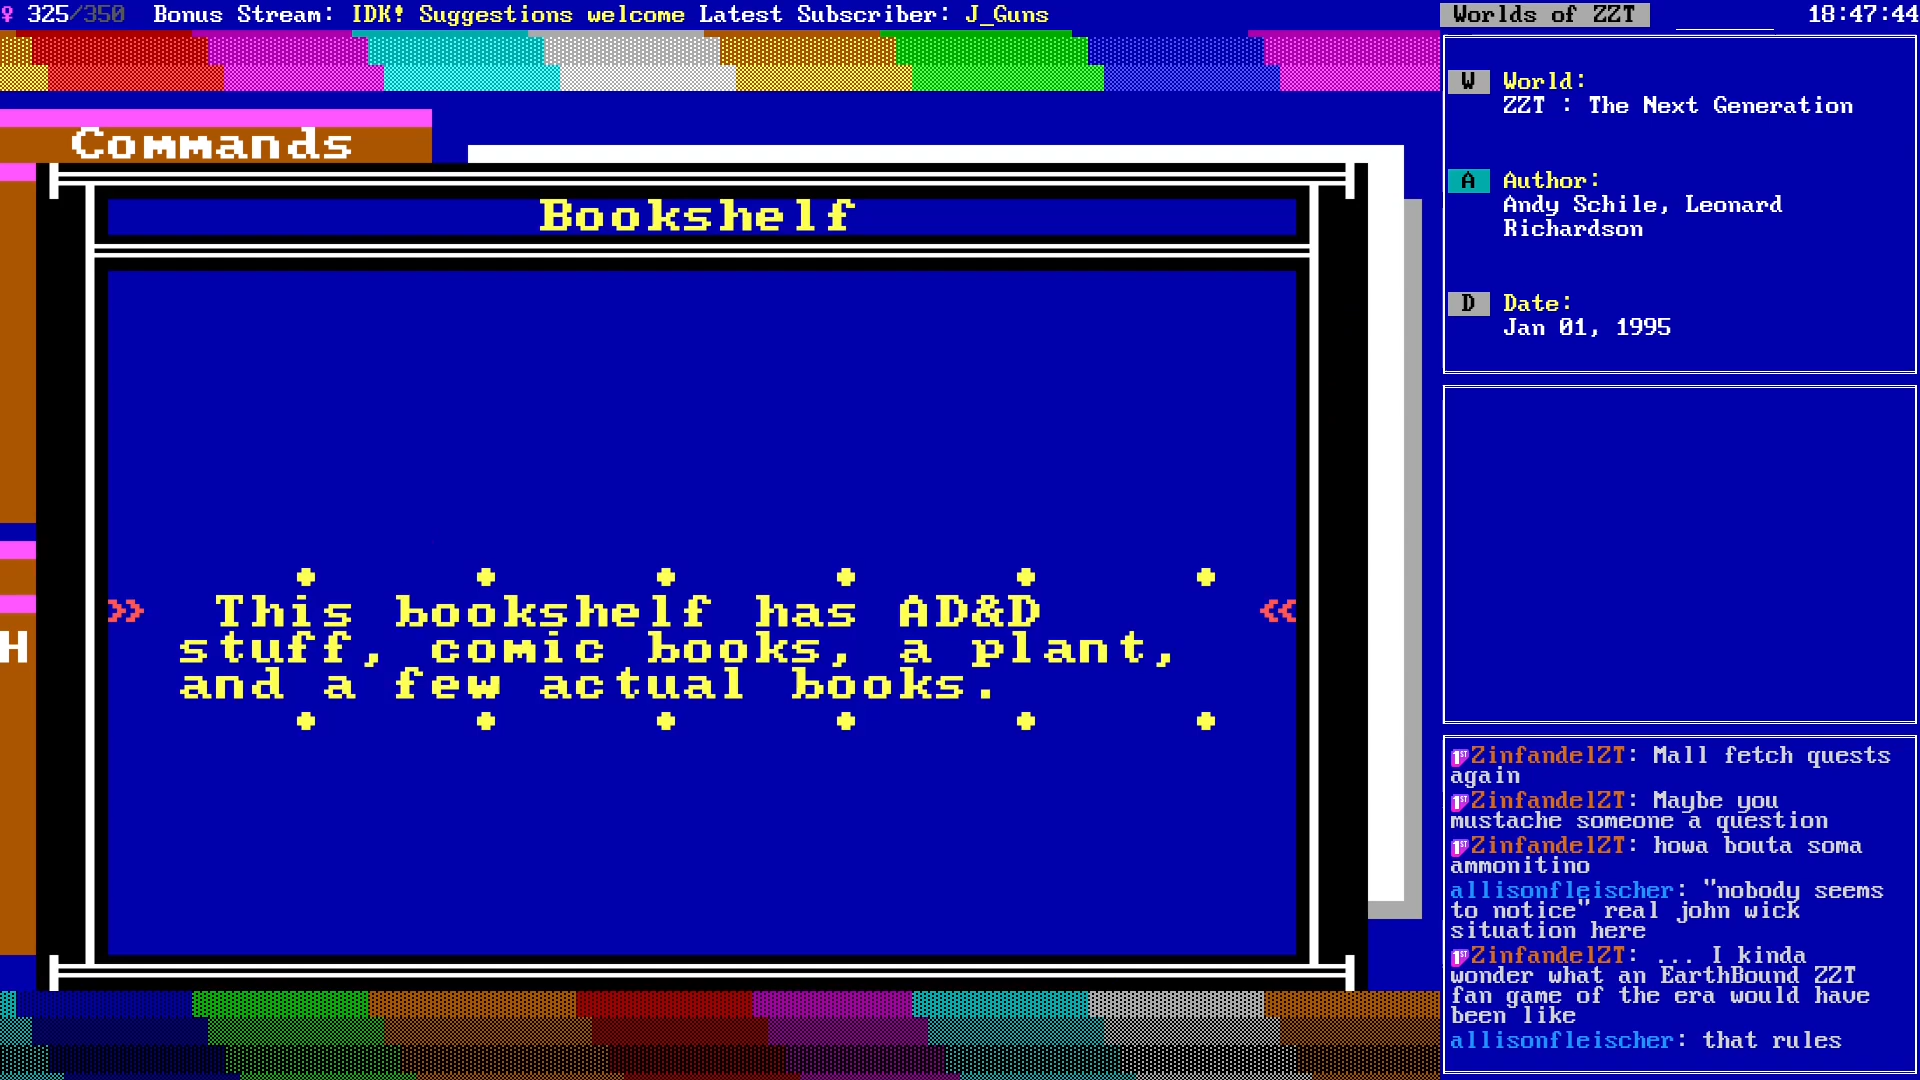 ♀ 325/350 Bonus Stream: IDK! Suggestions welcome Latest Subscriber: J_Guns
Worlds of ZZT
18:47:44
Commands
Bookshelf
» This bookshelf has AD&D «
stuff, comic books, a plant,
and a few actual books.
H
W World:
ZZT : The Next Generation
A Author:
Andy Schile, Leonard
Richardson
D Date:
Jan 01, 1995
1ST ZinfandelZT: Mall fetch quests
again
1ST ZinfandelZT: Maybe you
mustache someone a question
1ST ZinfandelZT: howa bouta soma
ammonitino
allisonfleischer: "nobody seems
to notice" real john wick
situation here
1ST ZinfandelZT: ... I kinda
wonder what an EarthBound ZZT
fan game of the era would have
been like
allisonfleischer: that rules